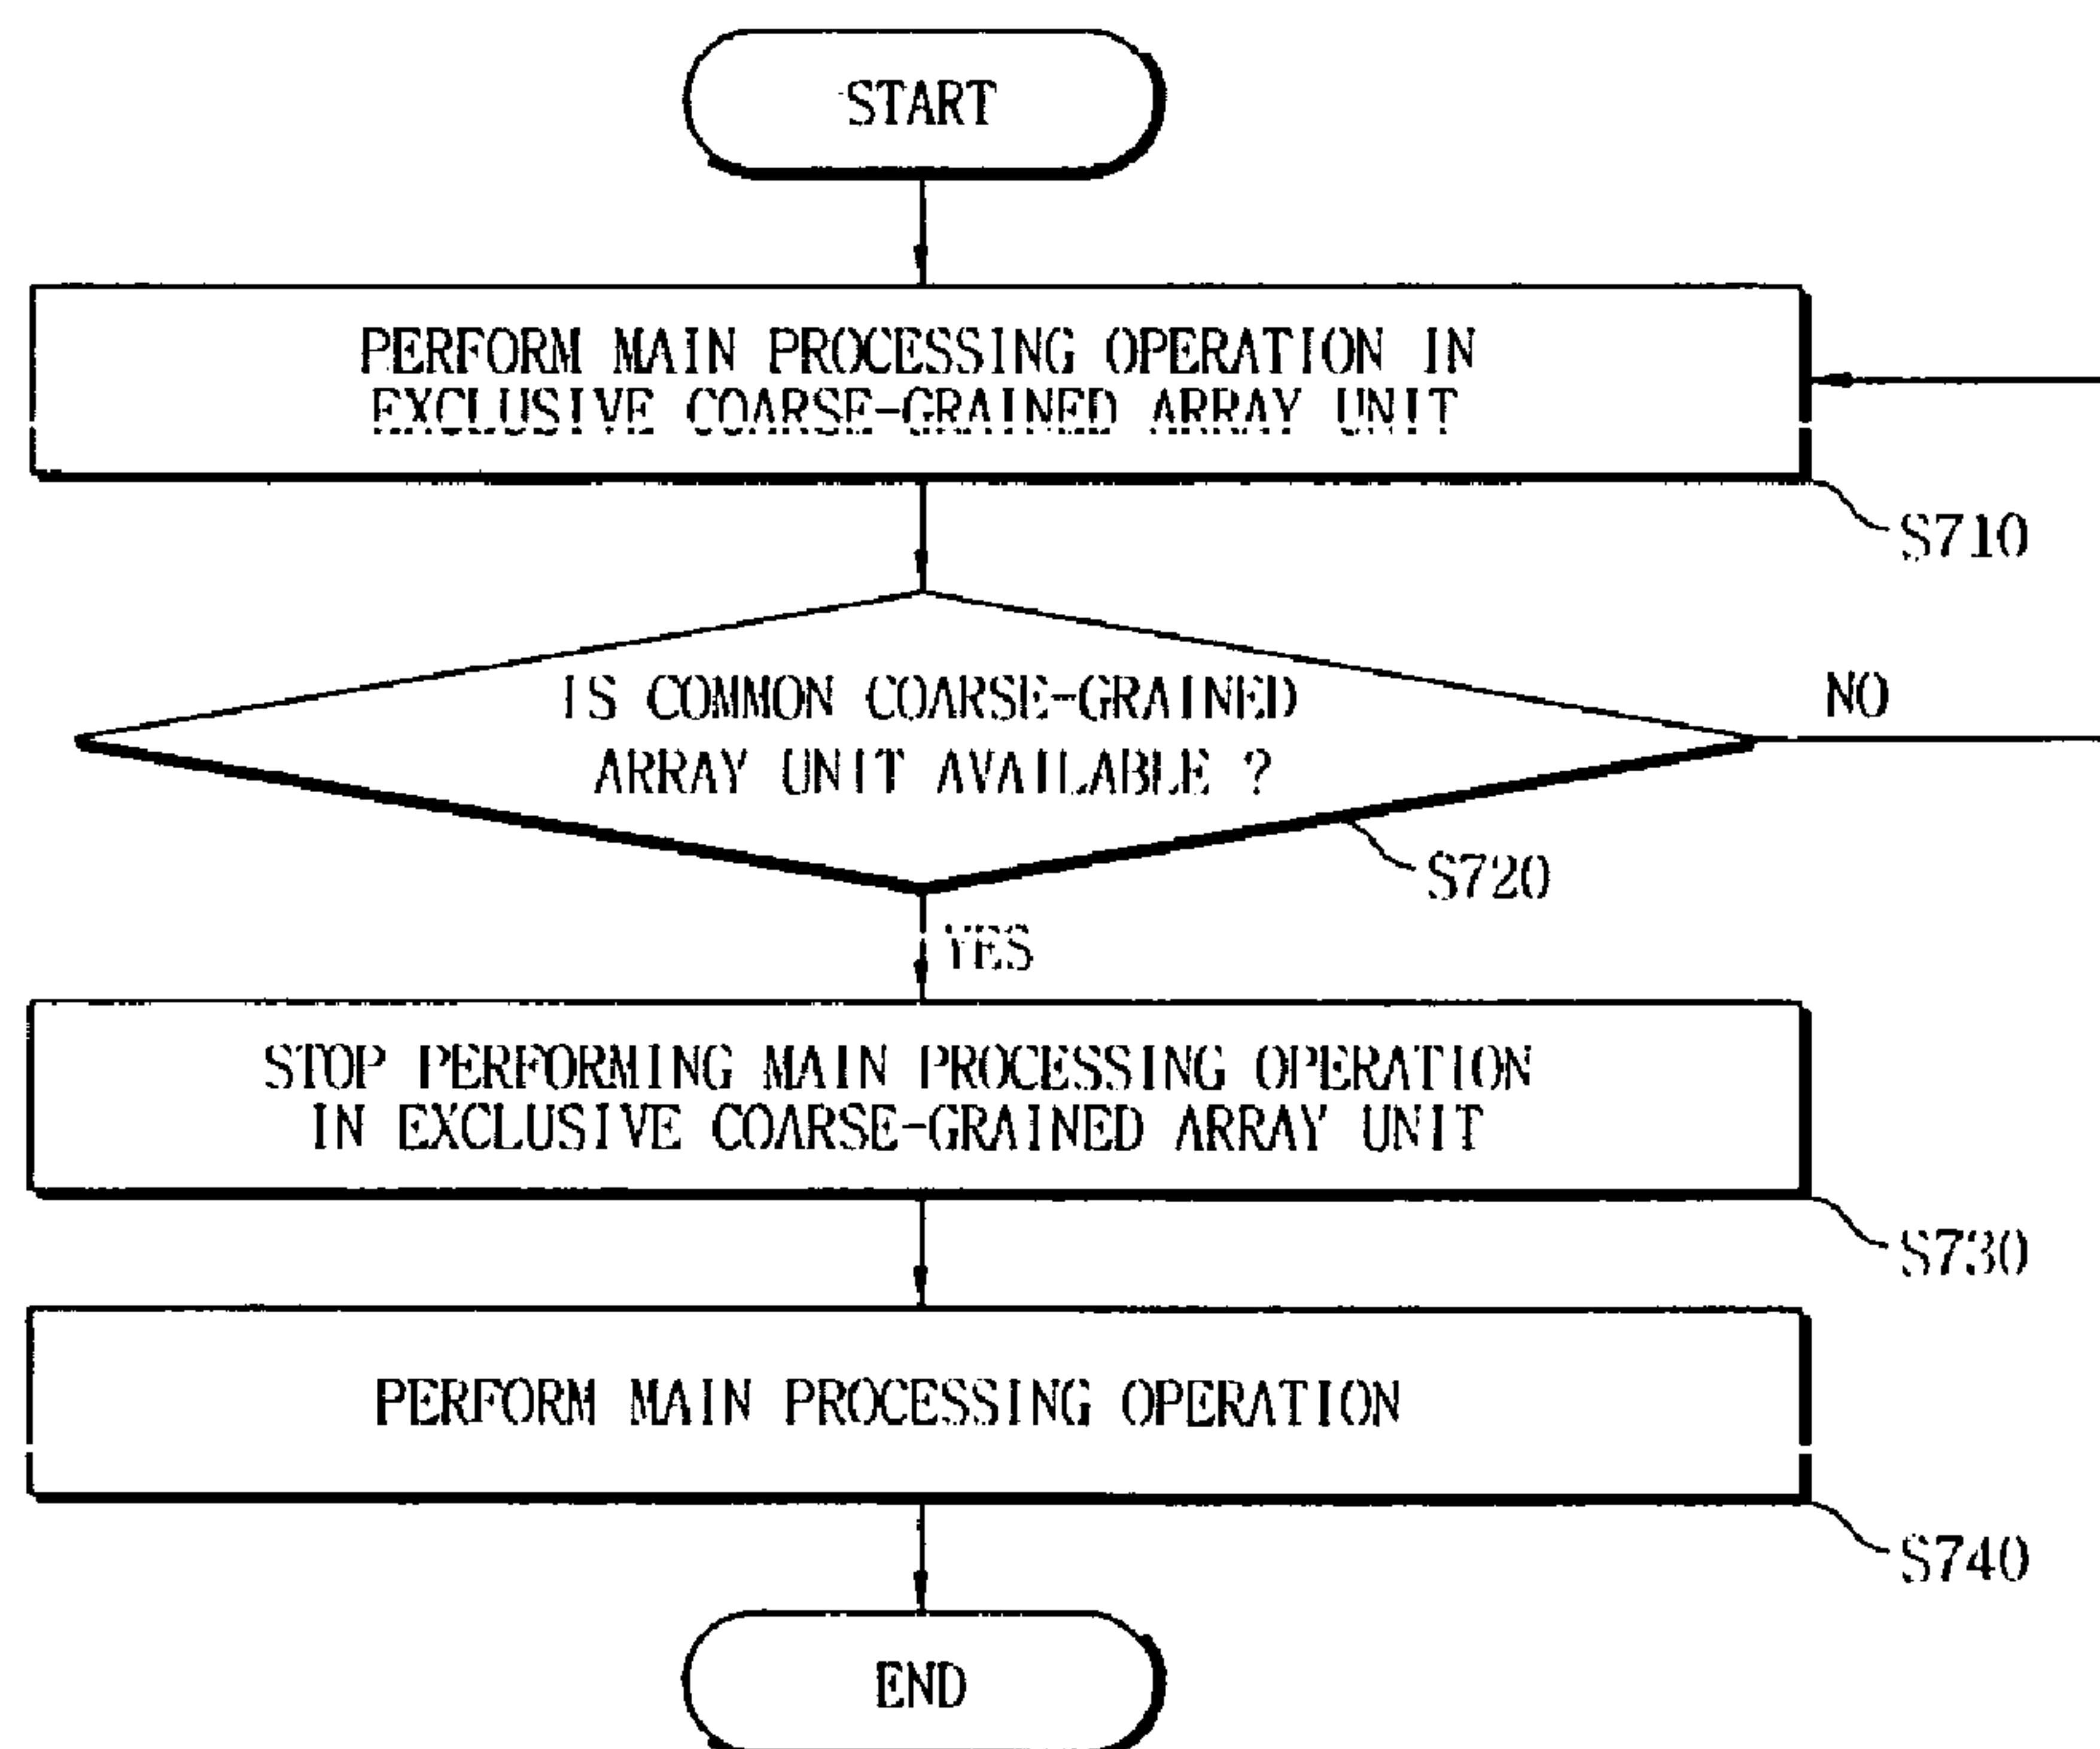 START
PERFORM MAIN PROCESSING OPERATION IN
EXCLUSIVE COARSE-GRAINED ARRAY UNIT
S710
IS COMMON COARSE-GRAINED
ARRAY UNIT AVAILABLE ?
NO
S720
YES
STOP PERFORMING MAIN PROCESSING OPERATION
IN EXCLUSIVE COARSE-GRAINED ARRAY UNIT
S730
PERFORM MAIN PROCESSING OPERATION
S740
END